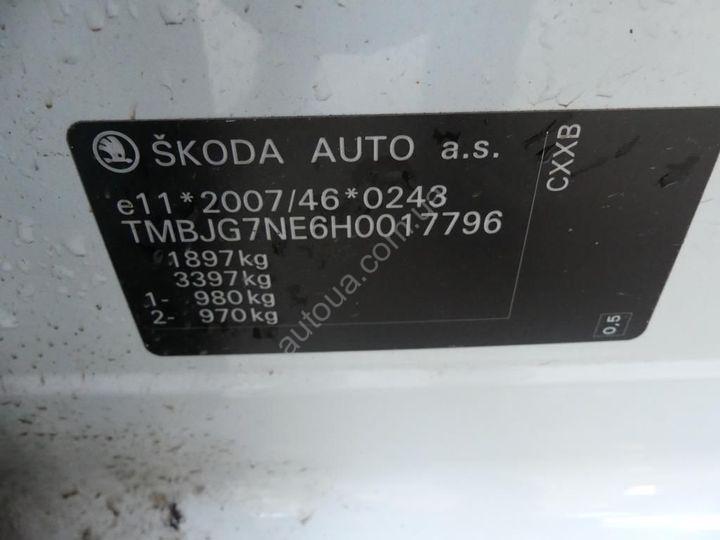 ŠKODA AUTO a.s.
CXXB
e11*2007/46*0243
TMBJG7NE6H0017796
1897kg
3397kg
1- 980kg
2- 970kg
0,5
autoua.com.ua